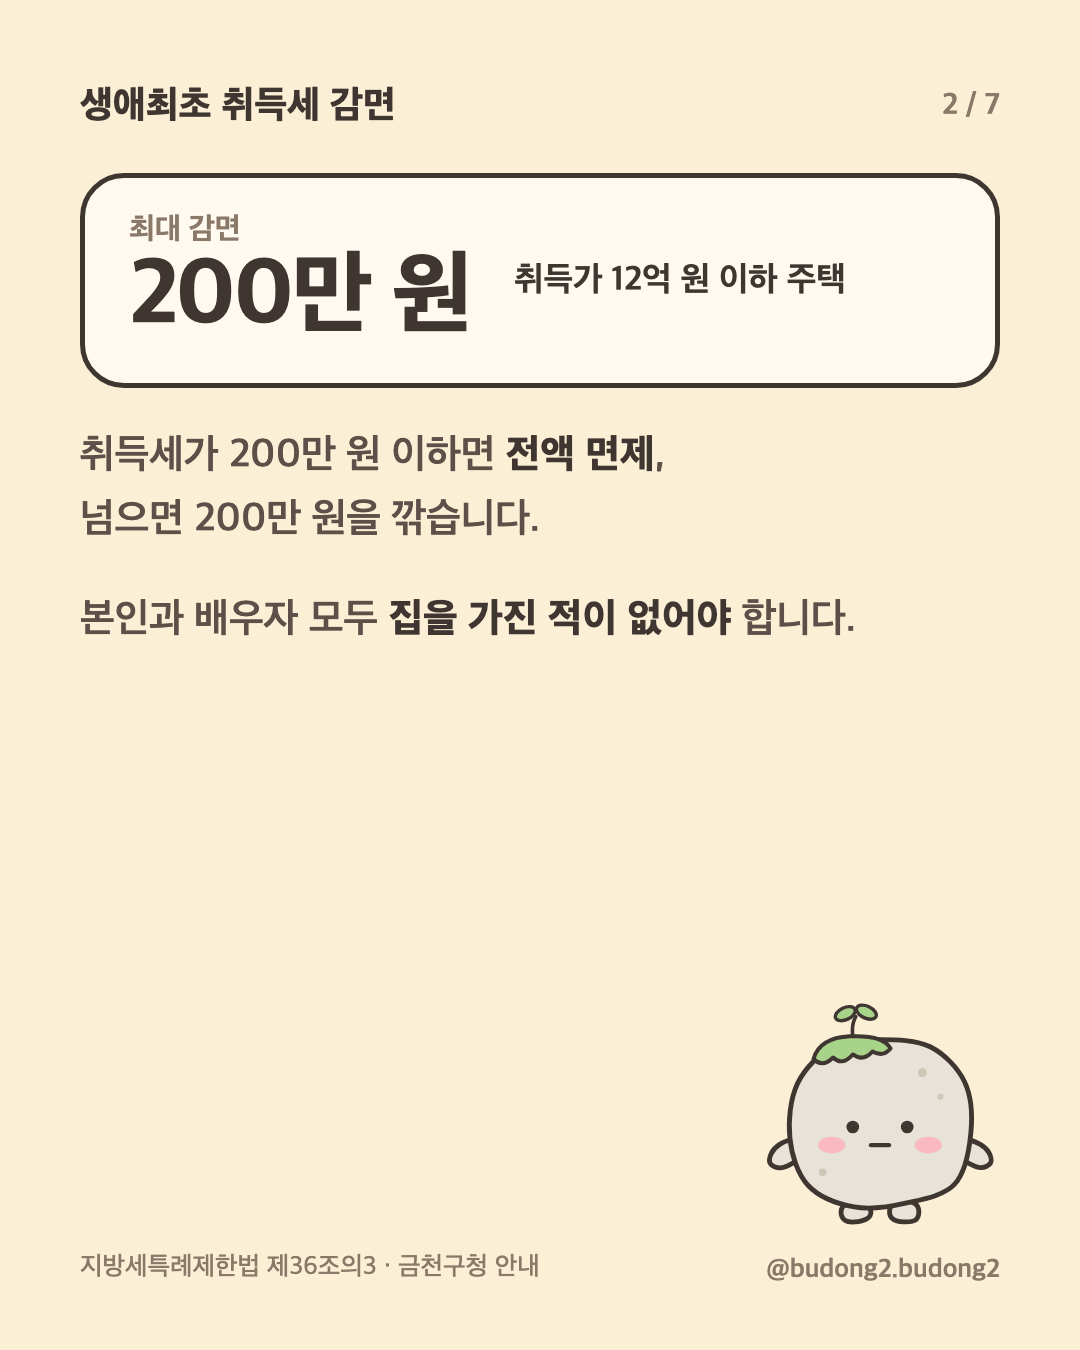 생애최초 취득세 감면
2 / 7
최대 감면
200만 원
취득가 12억 원 이하 주택
취득세가 200만 원 이하면 전액 면제,
넘으면 200만 원을 깎습니다.
본인과 배우자 모두 집을 가진 적이 없어야 합니다.
지방세특례제한법 제36조의3 · 금천구청 안내
@budong2.budong2